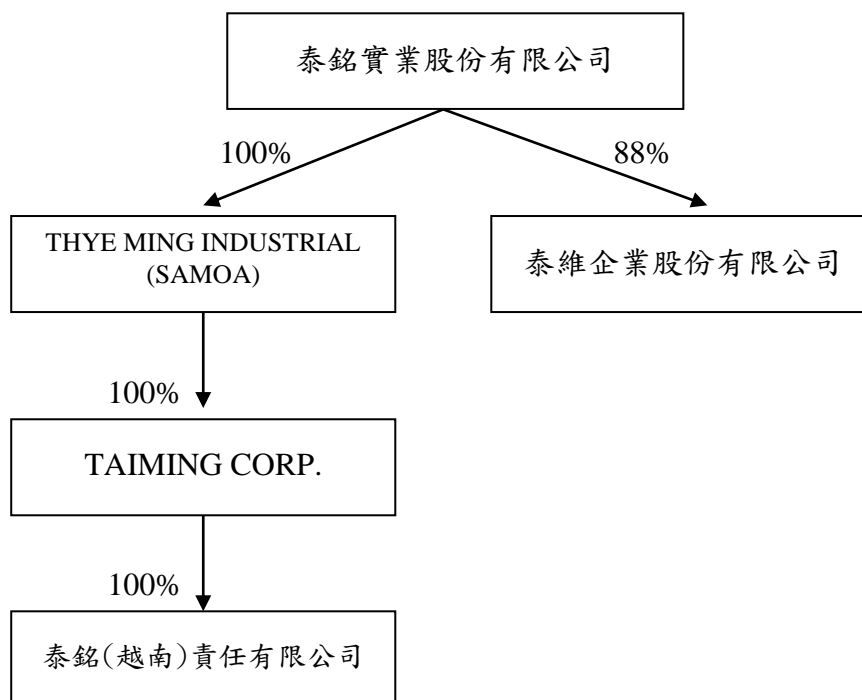 泰銘實業股份有限公司
100%
88%
THYE MING INDUSTRIAL
(SAMOA)
泰維企業股份有限公司
100%
TAIMING CORP.
100%
泰銘(越南)責任有限公司